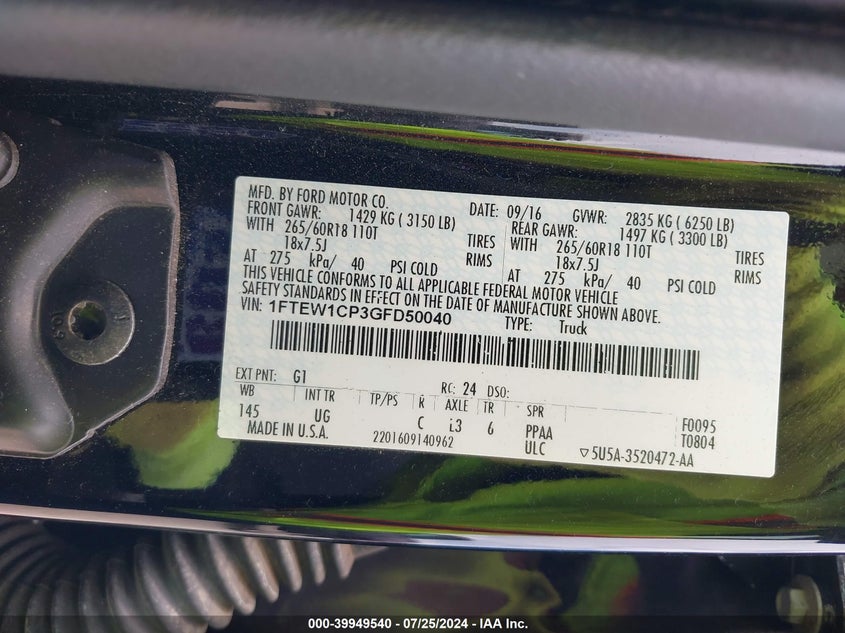 MFD. BY FORD MOTOR CO. DATE: 09/16 GVWR: 2835 KG ( 6250 LB)
FRONT GAWR: 1429 KG ( 3150 LB) REAR GAWR: 1497 KG ( 3300 LB)
WITH 265/60R18 110T TIRES WITH 265/60R18 110T TIRES
18x7.5J RIMS 18x7.5J RIMS
AT 275 kPa/ 40 PSI COLD AT 275 kPa/ 40 PSI COLD
THIS VEHICLE CONFORMS TO ALL APPLICABLE FEDERAL MOTOR VEHICLE
SAFETY STANDARDS IN EFFECT ON THE DATE OF MANUFACTURE SHOWN ABOVE.
VIN: 1FTEW1CP3GFD50040 TYPE: Truck
EXT PNT: G1 RC: 24 DSO:
WB INT TR TP/PS R AXLE TR SPR
145 UG C L3 6 PPAA F0095
MADE IN U.S.A. 2201609140962 ULC ▽5U5A-3520472-AA T0804
000-39949540 - 07/25/2024 - IAA Inc.